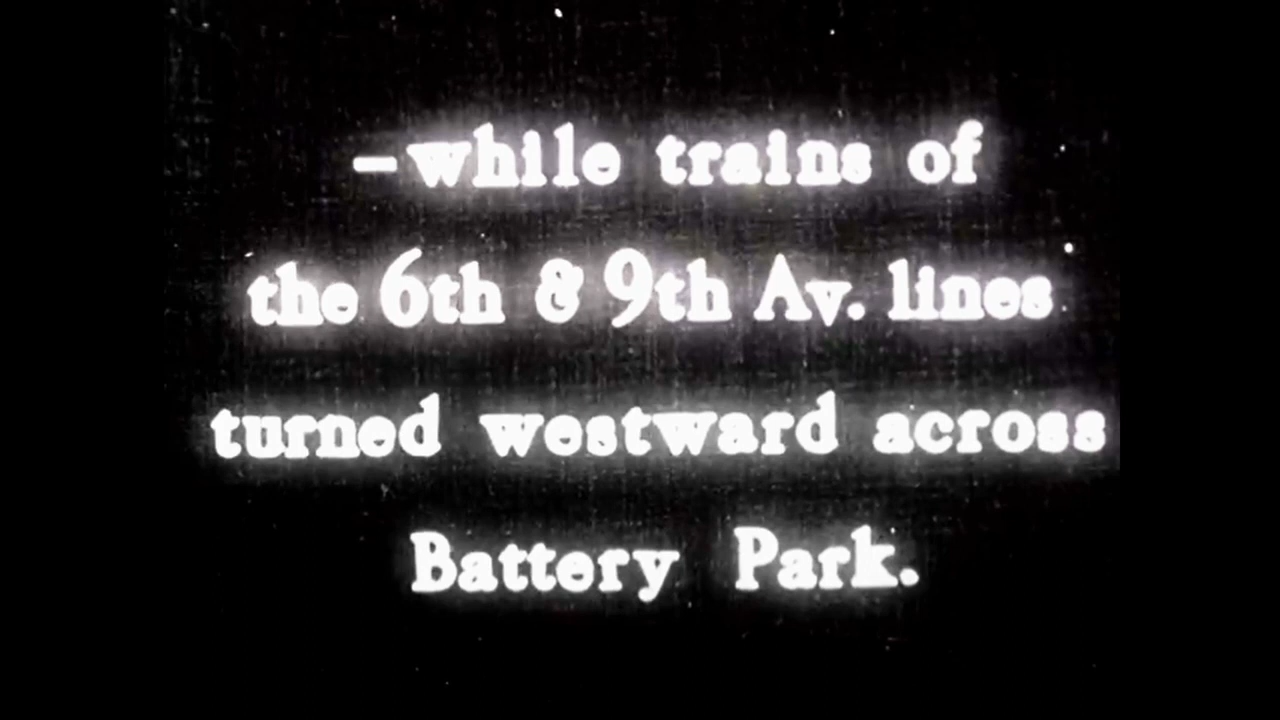 –while trains of
the 6th & 9th Av. lines
turned westward across
Battery Park.